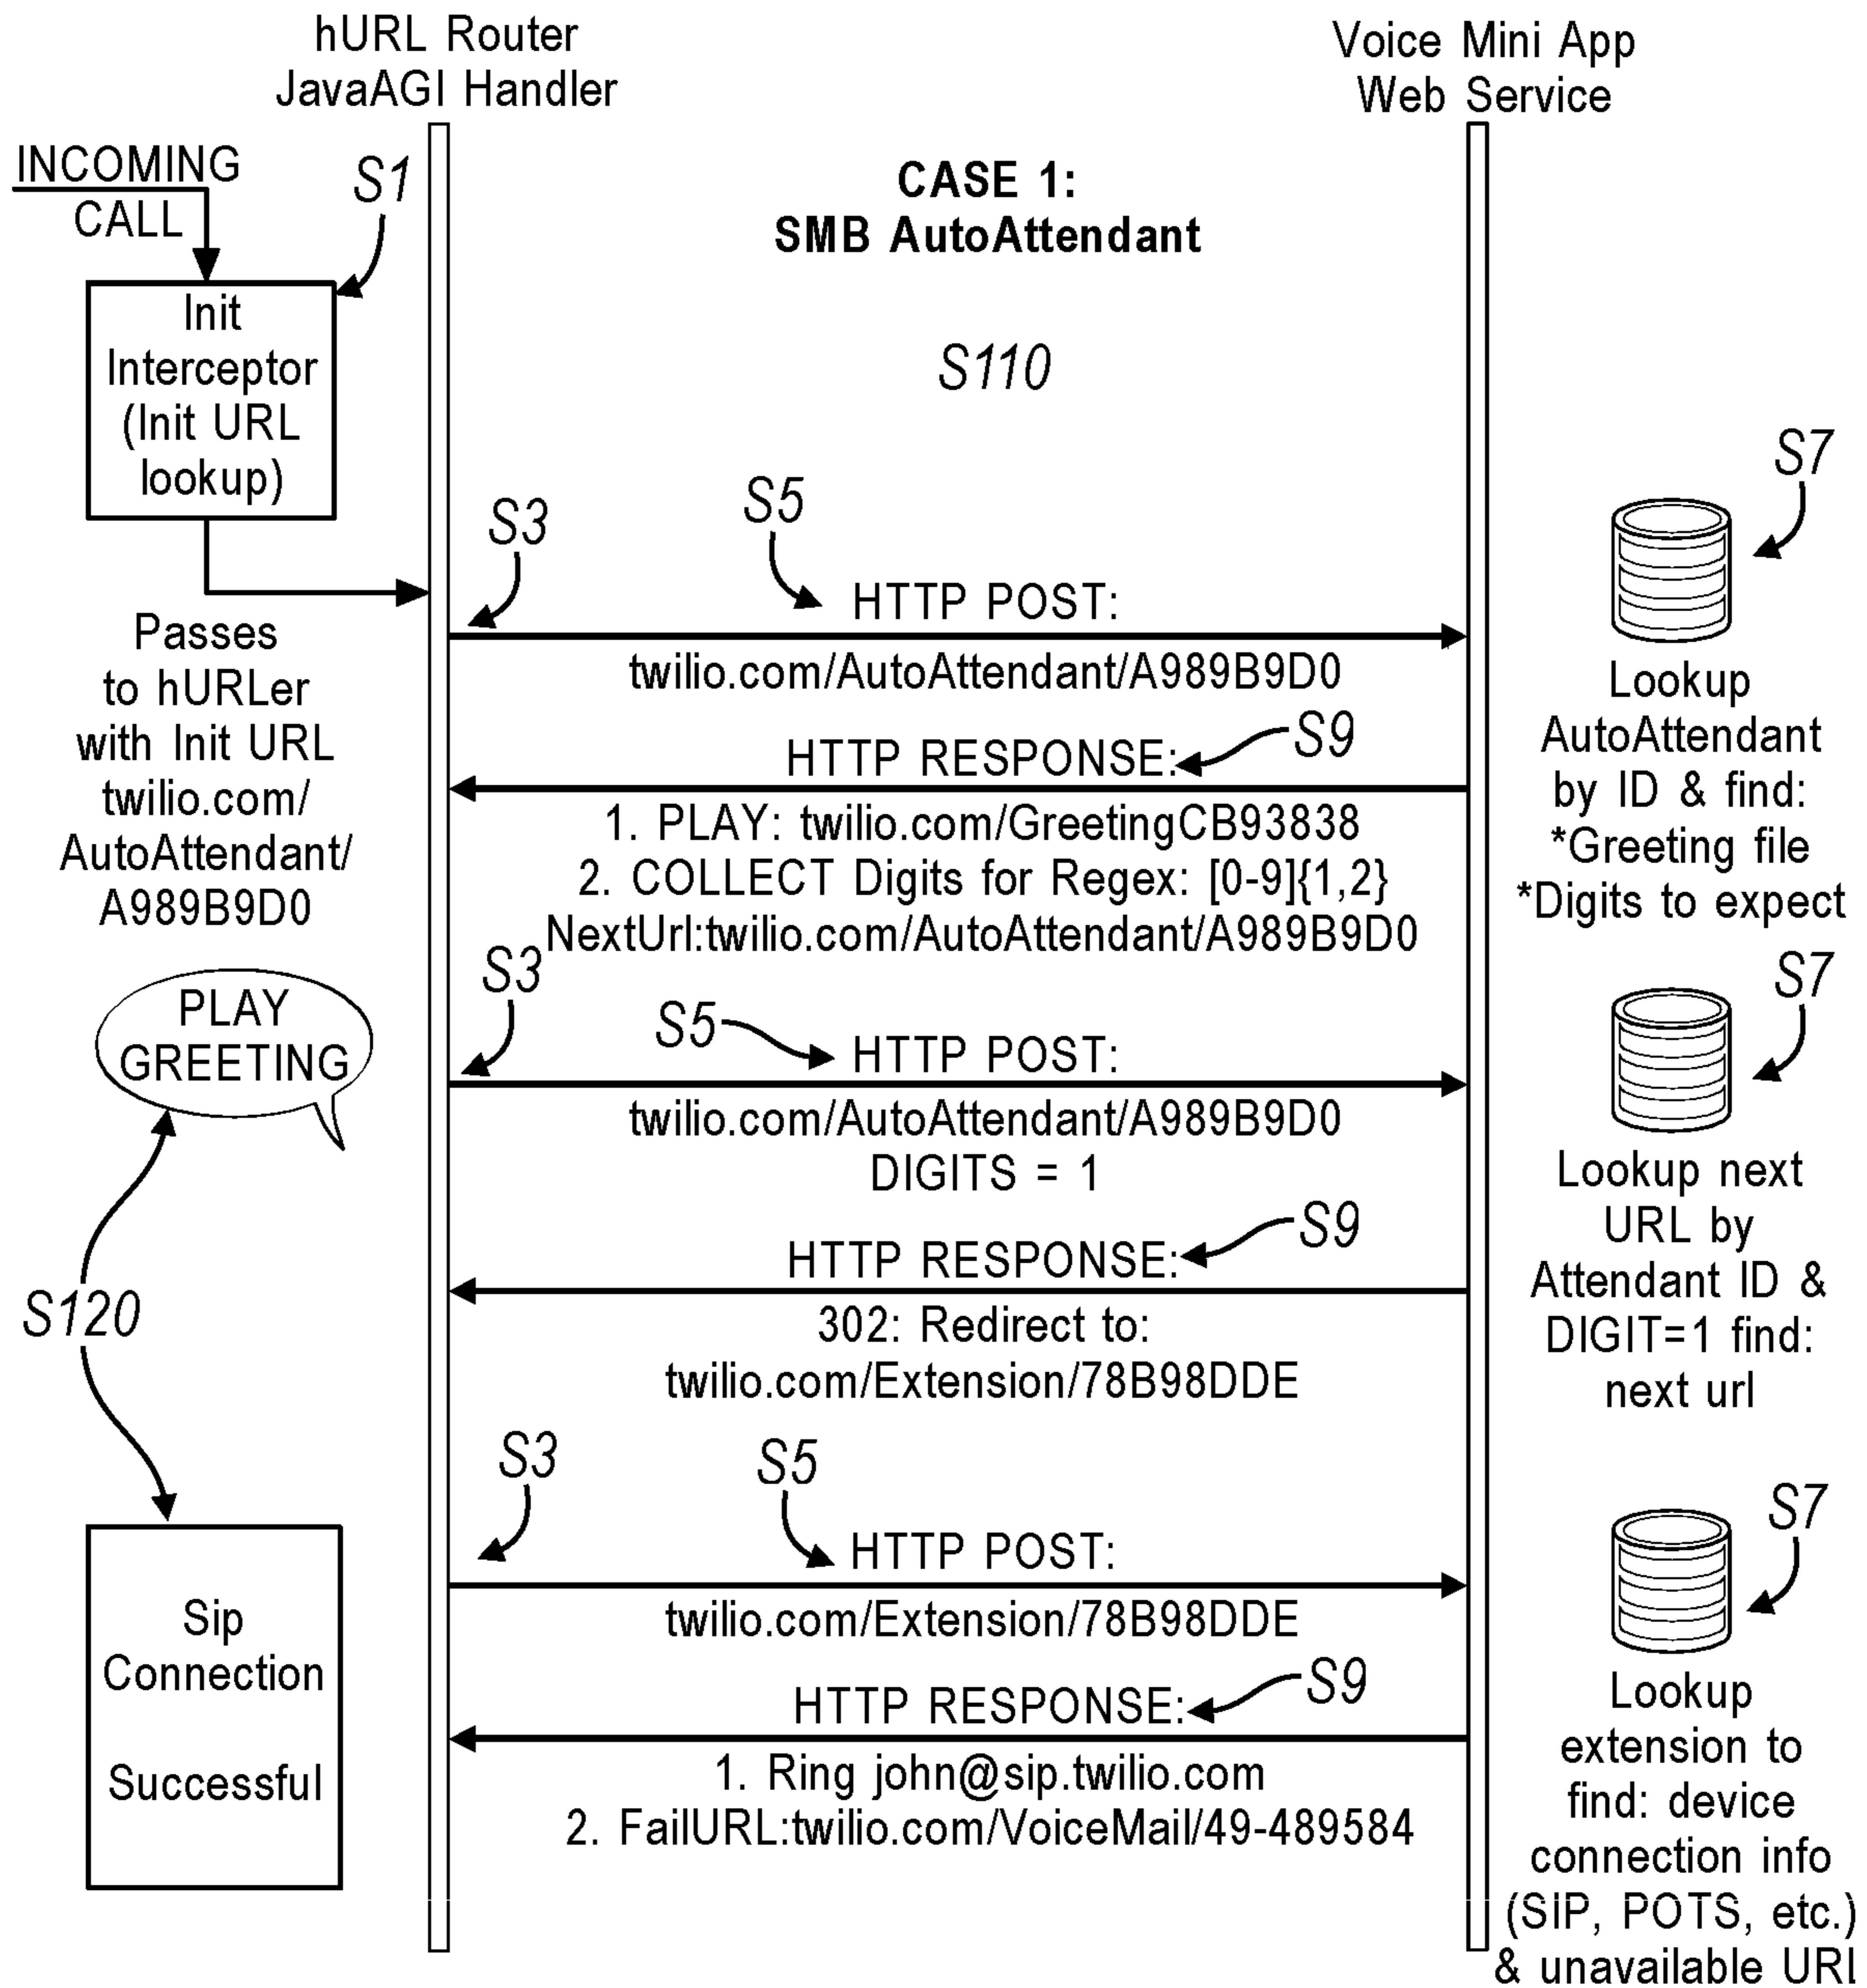 hURL Router
JavaAGI Handler
Voice Mini App
Web Service
INCOMING
CALL
S1
CASE 1:
SMB AutoAttendant
Init
Interceptor
(Init URL
lookup)
S110
S7
S3
S5
HTTP POST:
twilio.com/AutoAttendant/A989B9D0
Passes
to hURLer
with Init URL
twilio.com/
AutoAttendant/
A989B9D0
Lookup
AutoAttendant
by ID & find:
*Greeting file
*Digits to expect
HTTP RESPONSE:
S9
1. PLAY: twilio.com/GreetingCB93838
2. COLLECT Digits for Regex: [0-9]{1,2}
NextUrl:twilio.com/AutoAttendant/A989B9D0
S3
S7
PLAY
GREETING
S5
HTTP POST:
twilio.com/AutoAttendant/A989B9D0
DIGITS = 1
Lookup next
URL by
Attendant ID &
DIGIT=1 find:
next url
S9
HTTP RESPONSE:
302: Redirect to:
twilio.com/Extension/78B98DDE
S120
S3
S5
S7
HTTP POST:
twilio.com/Extension/78B98DDE
Sip
Connection
Successful
S9
HTTP RESPONSE:
1. Ring john@sip.twilio.com
2. FailURL:twilio.com/VoiceMail/49-489584
Lookup
extension to
find: device
connection info
(SIP, POTS, etc.)
& unavailable URI